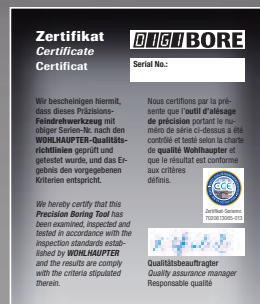 Zertifikat
Certificate
Certificat
DIGIBORE
Serial No.:
Wir bescheinigen hiermit,
dass dieses Präzisions-
Feindrehwerkzeug mit
obiger Serien-Nr. nach den
WOHLHAUPTER-Qualitäts-
richtlinien geprüft und
getestet wurde, und das Er-
gebnis den vorgegebenen
Kriterien entspricht.
We hereby certify that this
Precision Boring Tool has
been examined, inspected and
tested in accordance with the
inspection standards estab-
lished by WOHLHAUPTER
and the results are comply
with the criteria stipulated
therein.
Nous certifions par la pré-
sente que l'outil d'alésage
de précision portant le nu-
méro de série ci-dessus a été
contrôlé et testé selon la charte
de qualité Wohlhaupter et
que le résultat est conforme
aux critères
définis.
Zertifikat-Seriennr.
Qualitätsbeauftragter
Quality assurance manager
Responsable qualité